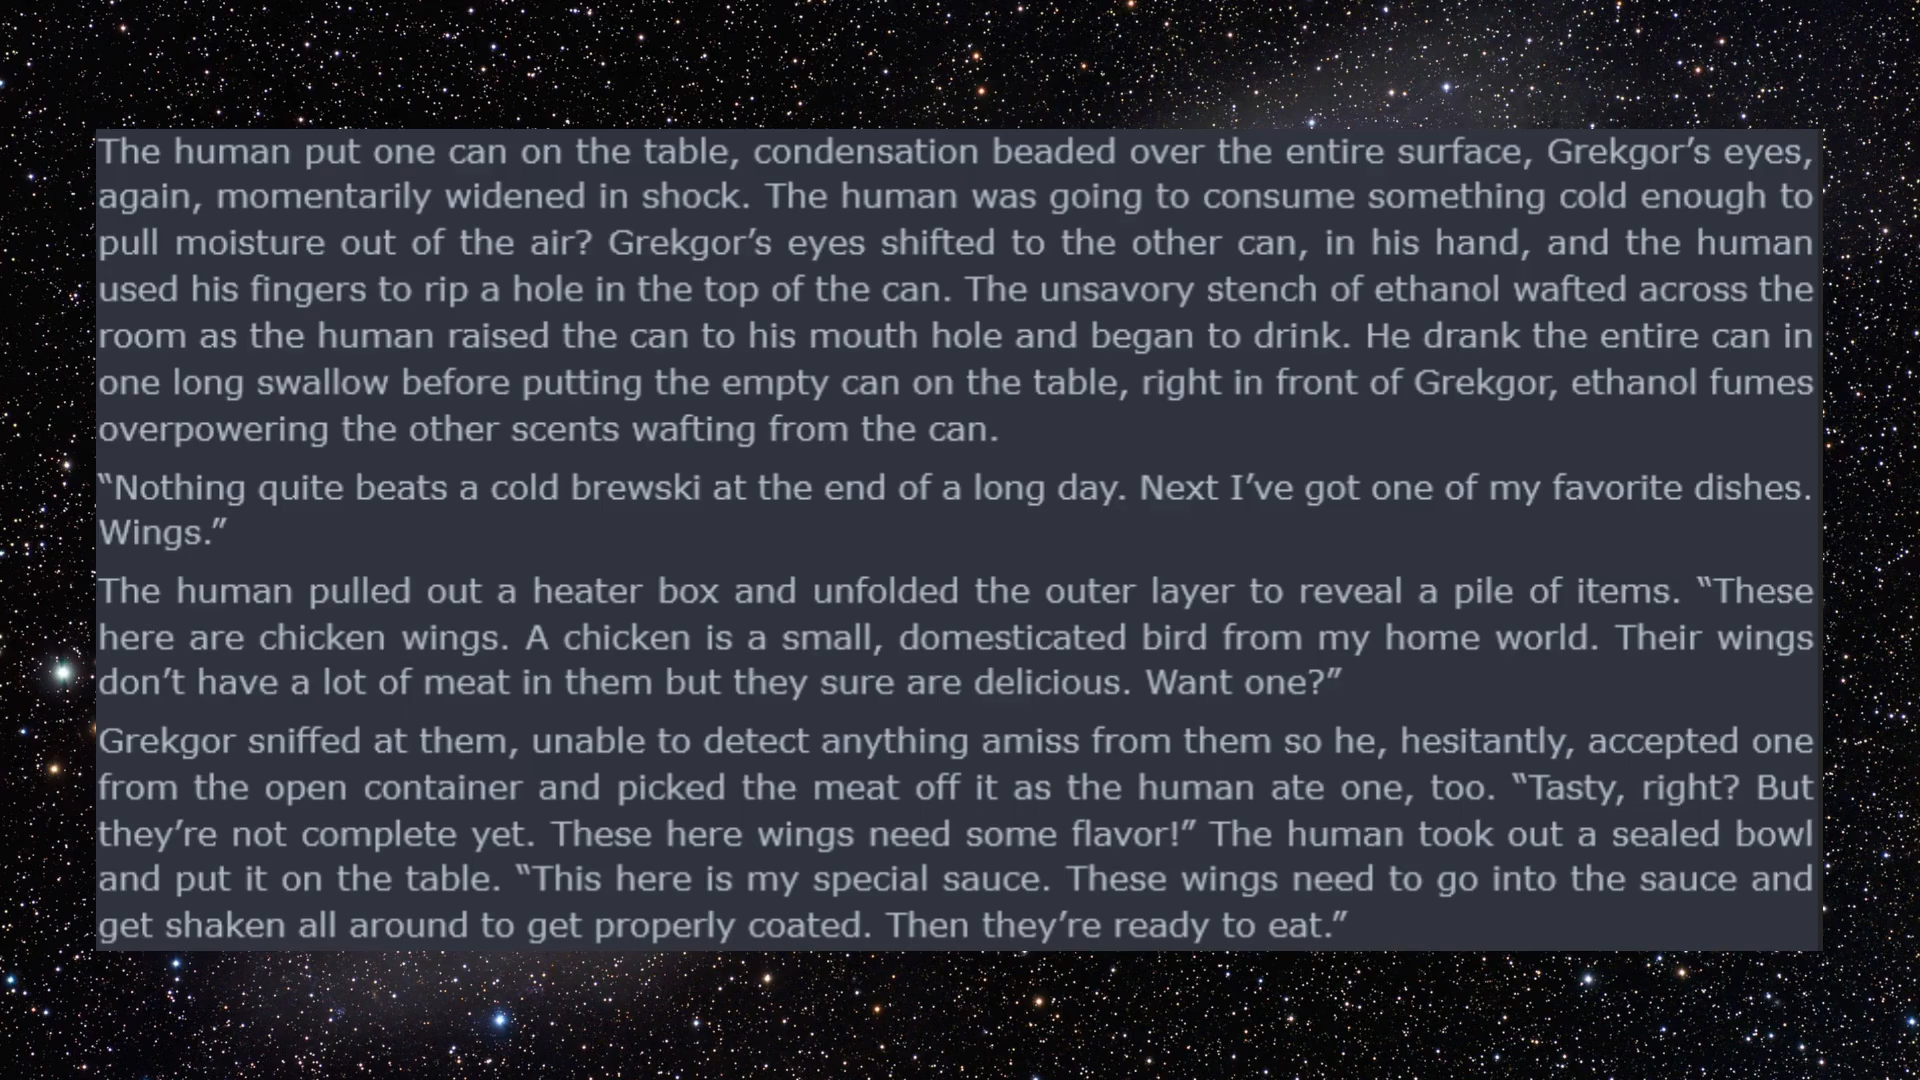 The human put one can on the table, condensation beaded over the entire surface, Grekgor’s eyes,
again, momentarily widened in shock. The human was going to consume something cold enough to
pull moisture out of the air? Grekgor’s eyes shifted to the other can, in his hand, and the human
used his fingers to rip a hole in the top of the can. The unsavory stench of ethanol wafted across the
room as the human raised the can to his mouth hole and began to drink. He drank the entire can in
one long swallow before putting the empty can on the table, right in front of Grekgor, ethanol fumes
overpowering the other scents wafting from the can.
“Nothing quite beats a cold brewski at the end of a long day. Next I’ve got one of my favorite dishes.
Wings.”
The human pulled out a heater box and unfolded the outer layer to reveal a pile of items. “These
here are chicken wings. A chicken is a small, domesticated bird from my home world. Their wings
don’t have a lot of meat in them but they sure are delicious. Want one?”
Grekgor sniffed at them, unable to detect anything amiss from them so he, hesitantly, accepted one
from the open container and picked the meat off it as the human ate one, too. “Tasty, right? But
they’re not complete yet. These here wings need some flavor!” The human took out a sealed bowl
and put it on the table. “This here is my special sauce. These wings need to go into the sauce and
get shaken all around to get properly coated. Then they’re ready to eat.”